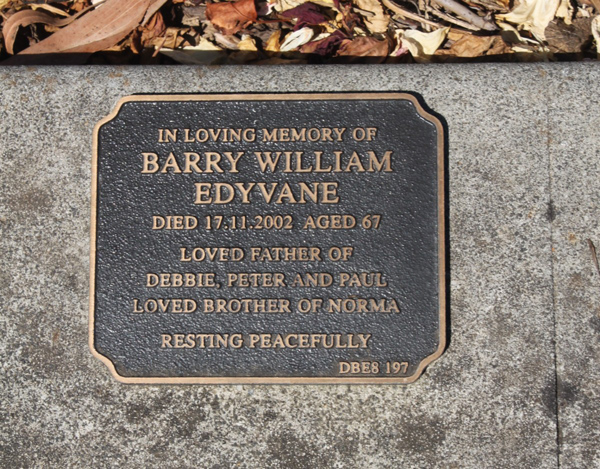 IN LOVING MEMORY OF
BARRY WILLIAM
EDYVANE
DIED 17.11.2002 AGED 67
LOVED FATHER OF
DEBBIE, PETER AND PAUL
LOVED BROTHER OF NORMA
RESTING PEACEFULLY
DBE8 197